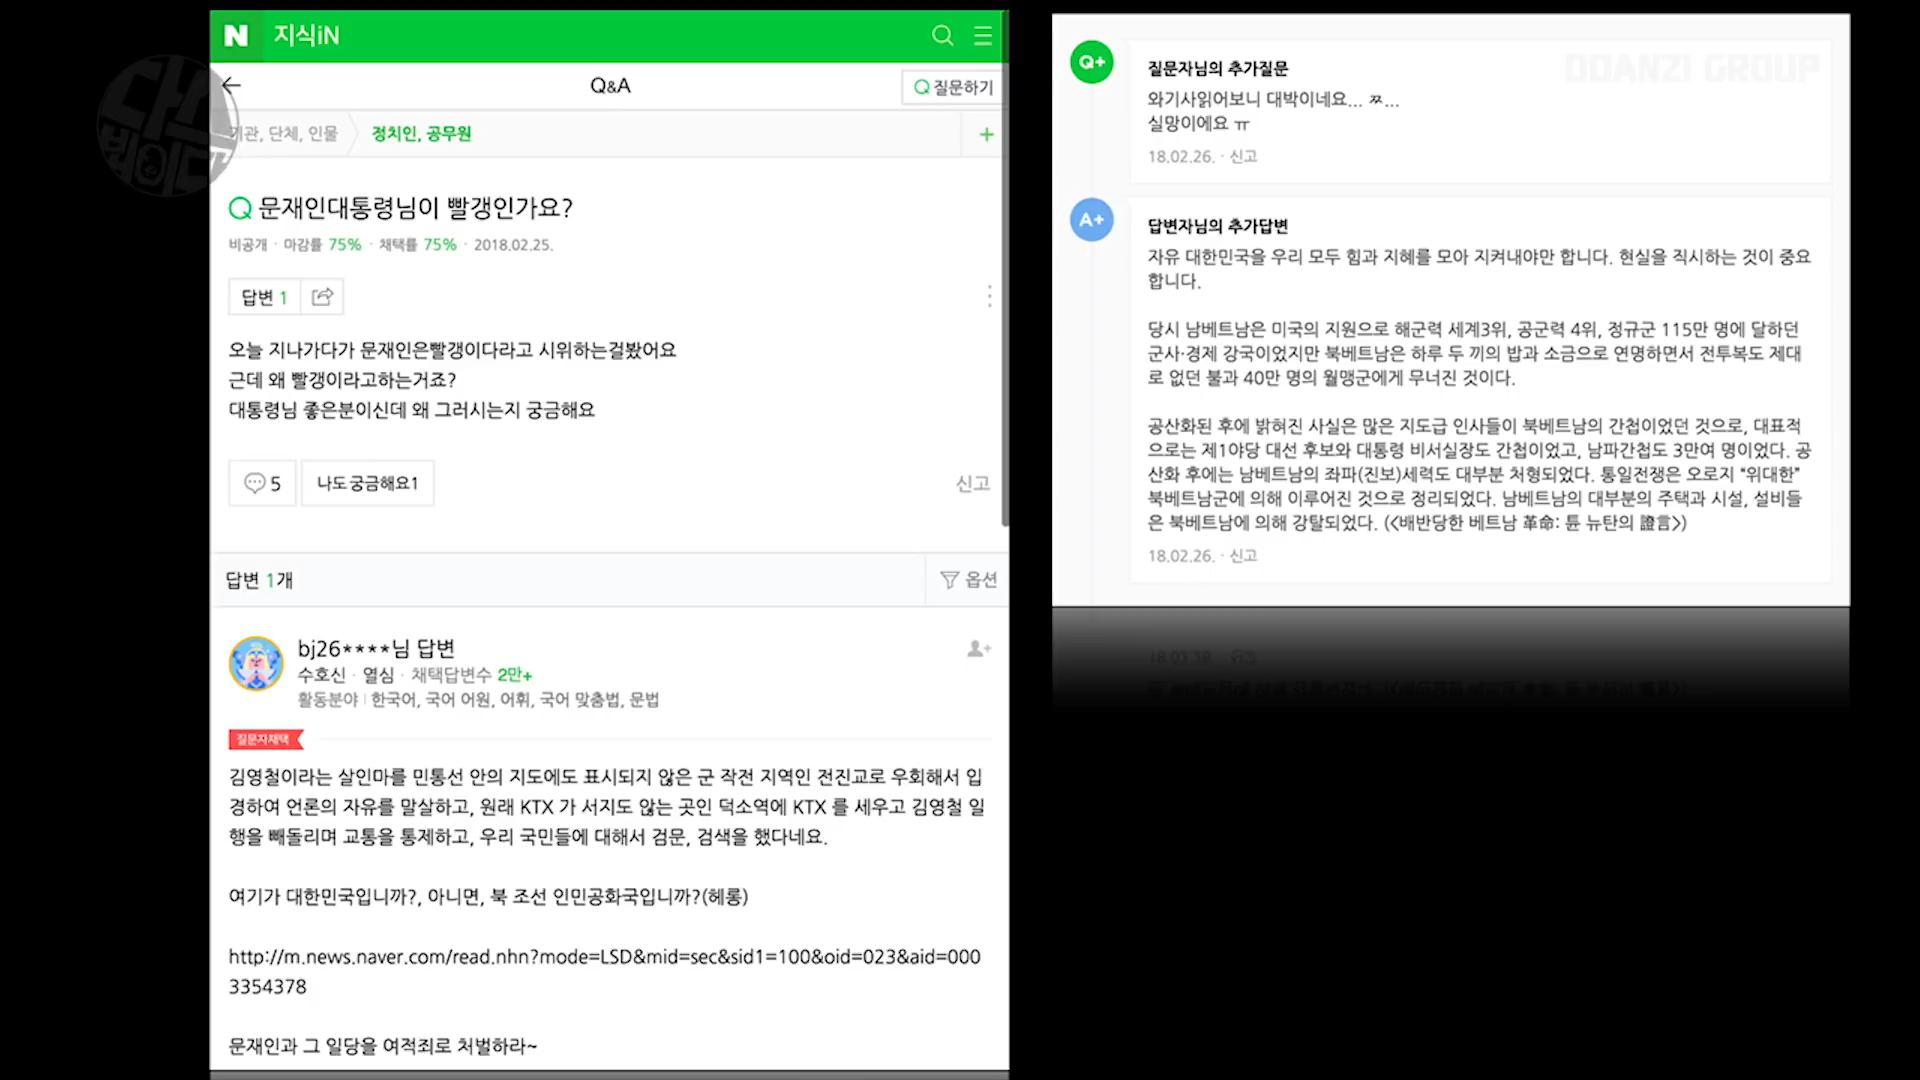 N 지식iN
Q&A
질문하기
기관, 단체, 인물
정치인, 공무원
문재인대통령님이 빨갱인가요?
비공개 · 마감률 75% · 채택률 75% · 2018.02.25.
답변 1
오늘 지나가다가 문재인은빨갱이다라고 시위하는걸봤어요
근데 왜 빨갱이라고하는거죠?
대통령님 좋은분이신데 왜 그러시는지 궁금해요
5
나도궁금해요1
신고
답변 1개
옵션
bj26****님 답변
수호신 · 열심 · 채택답변수 2만+
활동분야 | 한국어, 국어 어원, 어휘, 국어 맞춤법, 문법
질문자채택
김영철이라는 살인마를 민통선 안의 지도에도 표시되지 않은 군 작전 지역인 전진교로 우회해서 입
경하여 언론의 자유를 말살하고, 원래 KTX 가 서지도 않는 곳인 덕소역에 KTX 를 세우고 김영철 일
행을 빼돌리며 교통을 통제하고, 우리 국민들에 대해서 검문, 검색을 했다네요.
여기가 대한민국입니까?, 아니면, 북 조선 인민공화국입니까?(헤롱)
http://m.news.naver.com/read.nhn?mode=LSD&mid=sec&sid1=100&oid=023&aid=000
3354378
문재인과 그 일당을 여적죄로 처벌하라~
Q+
질문자님의 추가질문
와기사읽어보니 대박이네요... ㅉ...
실망이에요 ㅠ
18.02.26. · 신고
A+
답변자님의 추가답변
자유 대한민국을 우리 모두 힘과 지혜를 모아 지켜내야만 합니다. 현실을 직시하는 것이 중요
합니다.
당시 남베트남은 미국의 지원으로 해군력 세계3위, 공군력 4위, 정규군 115만 명에 달하던
군사·경제 강국이었지만 북베트남은 하루 두 끼의 밥과 소금으로 연명하면서 전투복도 제대
로 없던 불과 40만 명의 월맹군에게 무너진 것이다.
공산화된 후에 밝혀진 사실은 많은 지도급 인사들이 북베트남의 간첩이었던 것으로, 대표적
으로는 제1야당 대선 후보와 대통령 비서실장도 간첩이었고, 남파간첩도 3만여 명이었다. 공
산화 후에는 남베트남의 좌파(진보)세력도 대부분 처형되었다. 통일전쟁은 오로지 “위대한”
북베트남군에 의해 이루어진 것으로 정리되었다. 남베트남의 대부분의 주택과 시설, 설비들
은 북베트남에 의해 강탈되었다. (<배반당한 베트남 革命: 튠 뉴탄의 證言>)
18.02.26. · 신고
DDANZI GROUP
다스
뵈이다